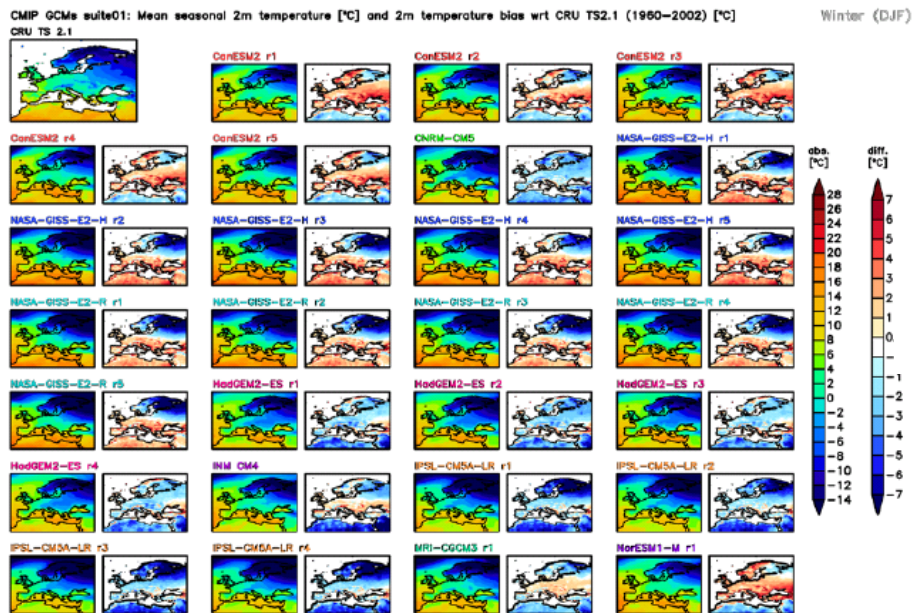 CMIP GCMs suite01: Mean seasonal 2m temperature [°C] and 2m temperature bias wrt CRU TS2.1 (1960-2002) [°C] Winter (DJF)
CRU TS 2.1
CanESM2 r1 CanESM2 r2 CanESM2 r3
CanESM2 r4 CanESM2 r5 CNRM-CM5 NASA-GISS-E2-H r1
NASA-GISS-E2-H r2 NASA-GISS-E2-H r3 NASA-GISS-E2-H r4 NASA-GISS-E2-H r5
NASA-GISS-E2-R r1 NASA-GISS-E2-R r2 NASA-GISS-E2-R r3 NASA-GISS-E2-R r4
NASA-GISS-E2-R r5 HadGEM2-ES r1 HadGEM2-ES r2 HadGEM2-ES r3
HadGEM2-ES r4 INM CM4 IPSL-CM5A-LR r1 IPSL-CM5A-LR r2
IPSL-CM5A-LR r3 IPSL-CM5A-LR r4 MRI-CGCM3 r1 NorESM1-M r1
abs.
[°C]
28
26
24
22
20
18
16
14
12
10
8
6
4
2
0
-2
-4
-6
-8
-10
-12
-14
diff.
[°C]
7
6
5
4
3
2
1
0
-
-1
-2
-3
-4
-5
-6
-7